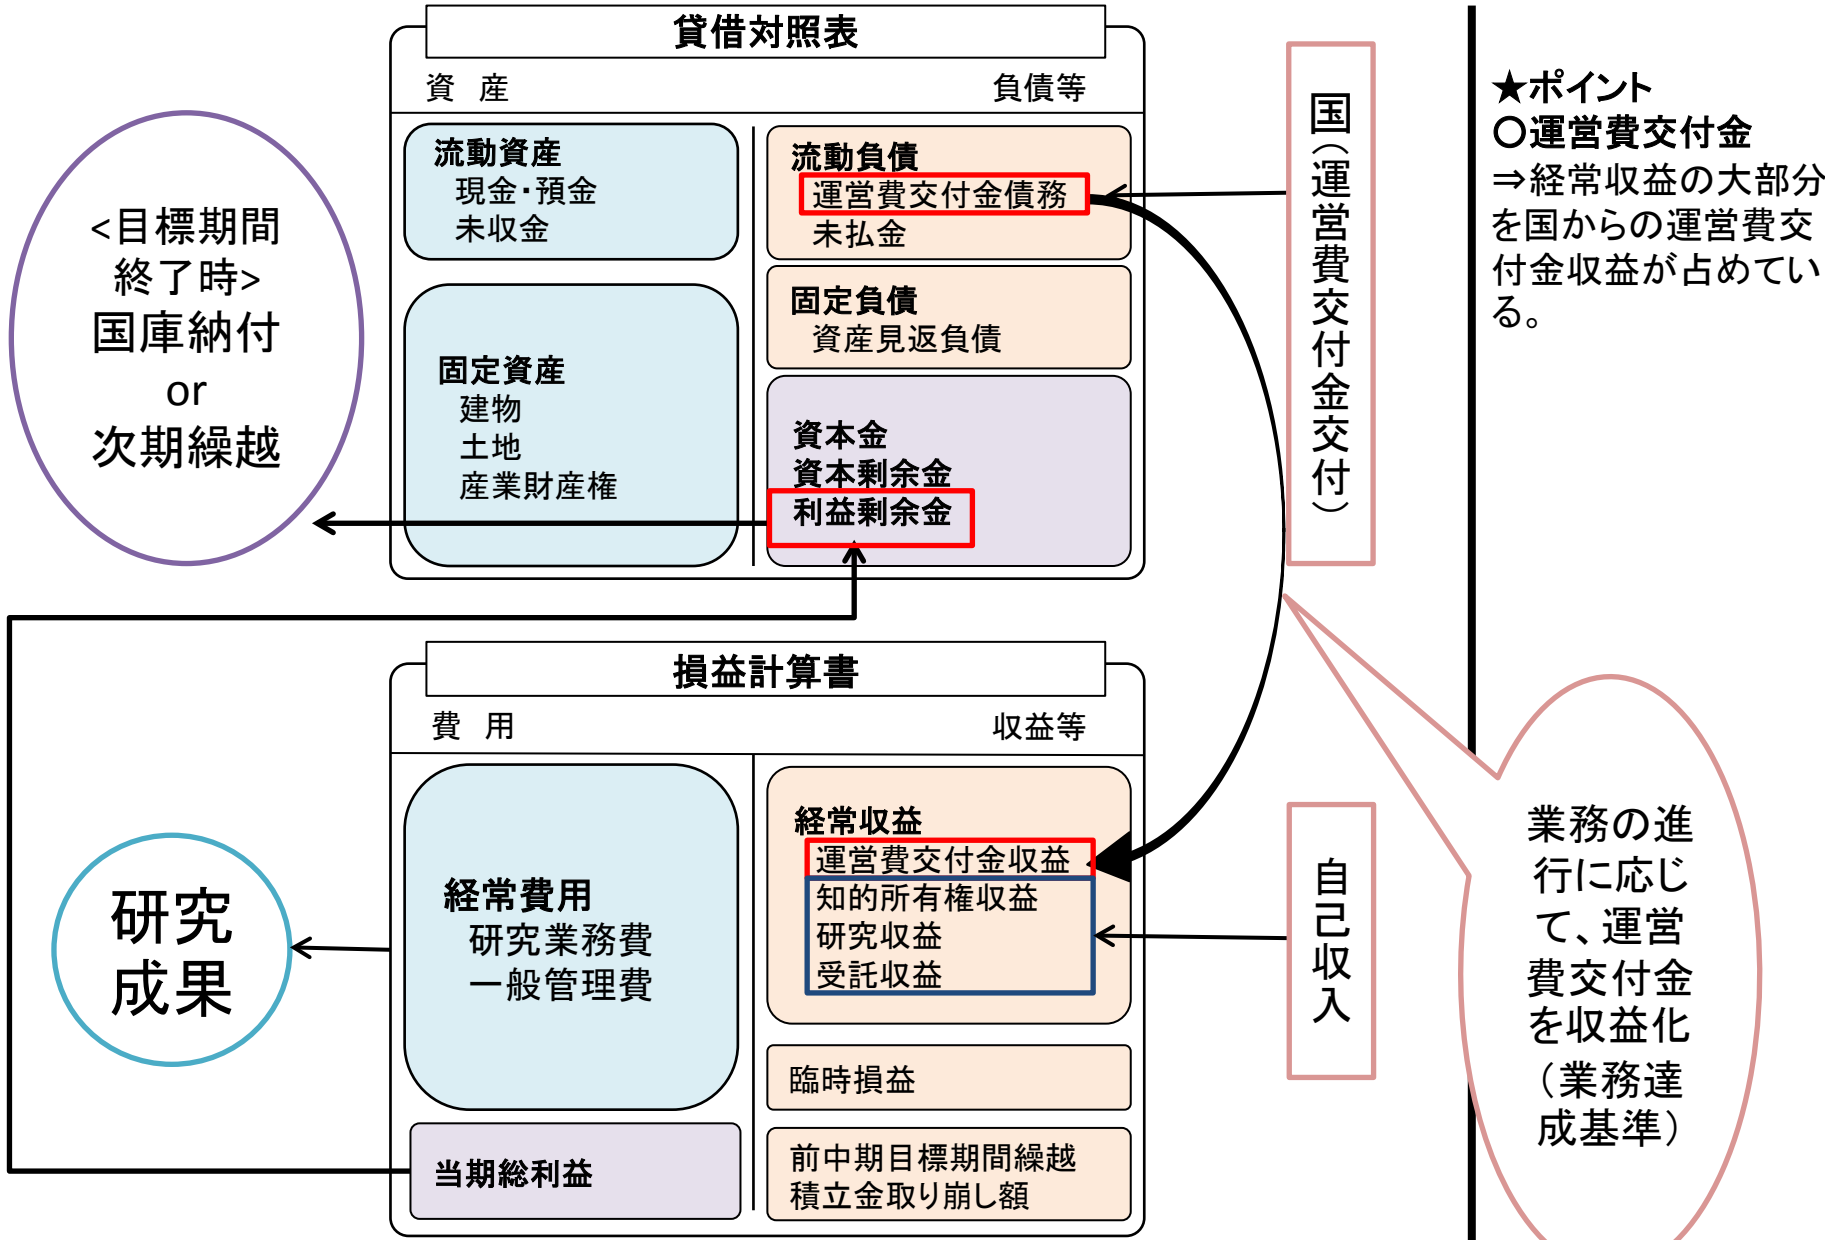 貸借対照表
資 産
負債等
流動資産
現金・預金
未収金
固定資産
建物
土地
産業財産権
流動負債
運営費交付金債務
未払金
固定負債
資産見返負債
資本金
資本剰余金
利益剰余金
<目標期間
終了時>
国庫納付
or
次期繰越
国（運営費交付金交付）
★ポイント
○運営費交付金
⇒経常収益の大部分
を国からの運営費交
付金収益が占めてい
る。
損益計算書
費 用
収益等
経常費用
研究業務費
一般管理費
当期総利益
経常収益
運営費交付金収益
知的所有権収益
研究収益
受託収益
臨時損益
前中期目標期間繰越
積立金取り崩し額
研究
成果
自己収入
業務の進
行に応じ
て、運営
費交付金
を収益化
（業務達
成基準）